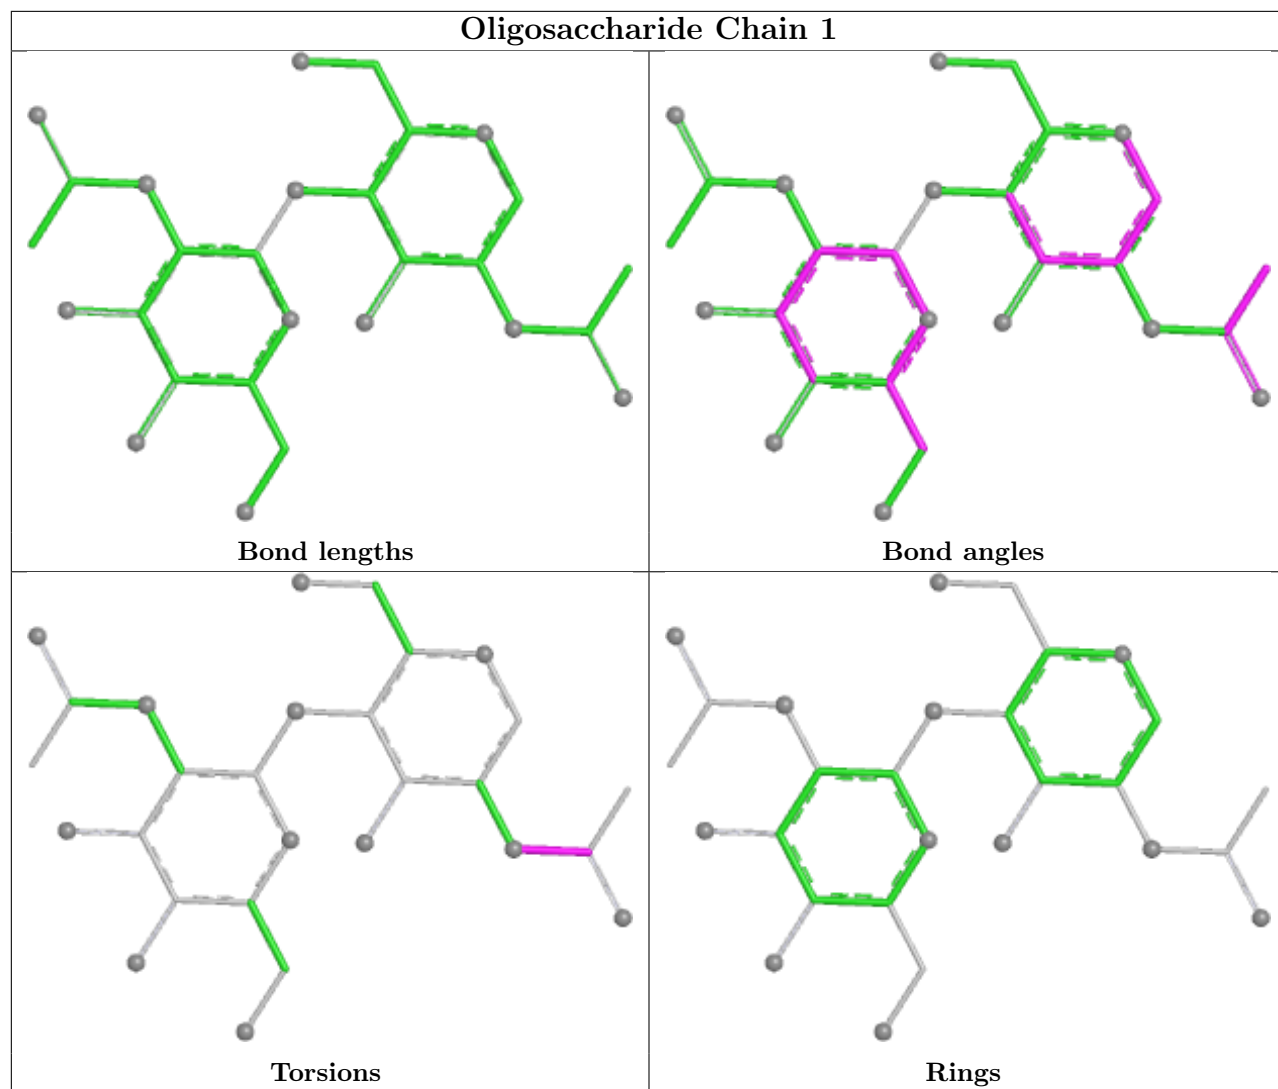 Oligosaccharide Chain 1
Bond lengths
Bond angles
Torsions
Rings